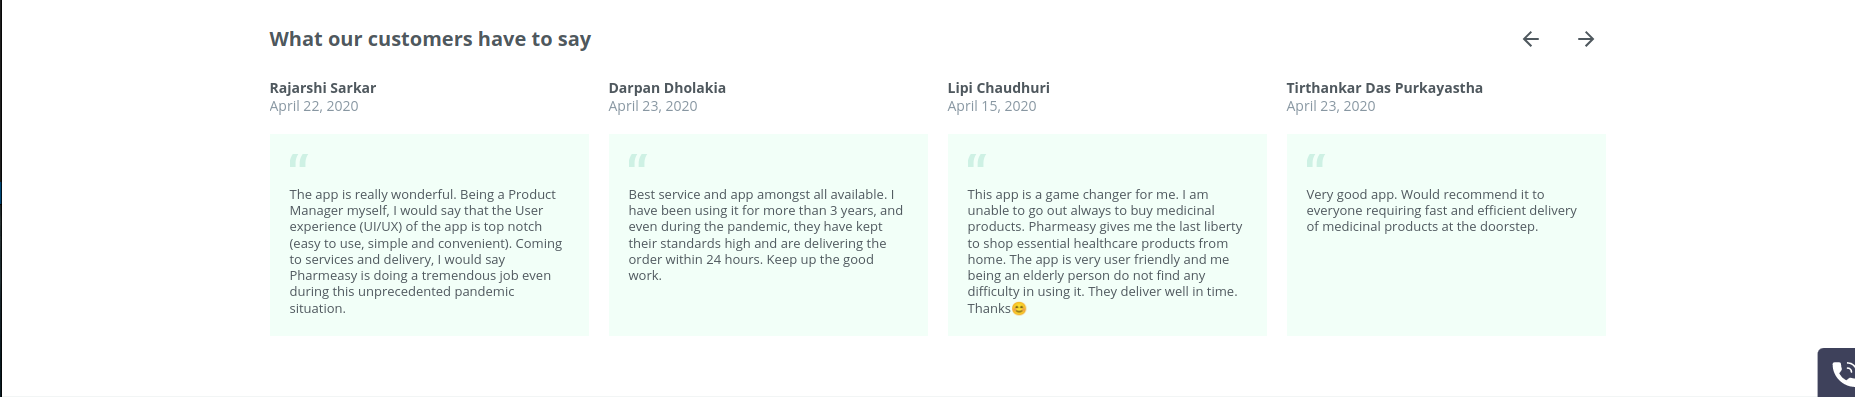 What our customers have to say
Rajarshi Sarkar
April 22, 2020
“
The app is really wonderful. Being a Product
Manager myself, I would say that the User
experience (UI/UX) of the app is top notch
(easy to use, simple and convenient). Coming
to services and delivery, I would say
Pharmeasy is doing a tremendous job even
during this unprecedented pandemic
situation.
Darpan Dholakia
April 23, 2020
“
Best service and app amongst all available. I
have been using it for more than 3 years, and
even during the pandemic, they have kept
their standards high and are delivering the
order within 24 hours. Keep up the good
work.
Lipi Chaudhuri
April 15, 2020
“
This app is a game changer for me. I am
unable to go out always to buy medicinal
products. Pharmeasy gives me the last liberty
to shop essential healthcare products from
home. The app is very user friendly and me
being an elderly person do not find any
difficulty in using it. They deliver well in time.
Thanks😊
Tirthankar Das Purkayastha
April 23, 2020
“
Very good app. Would recommend it to
everyone requiring fast and efficient delivery
of medicinal products at the doorstep.